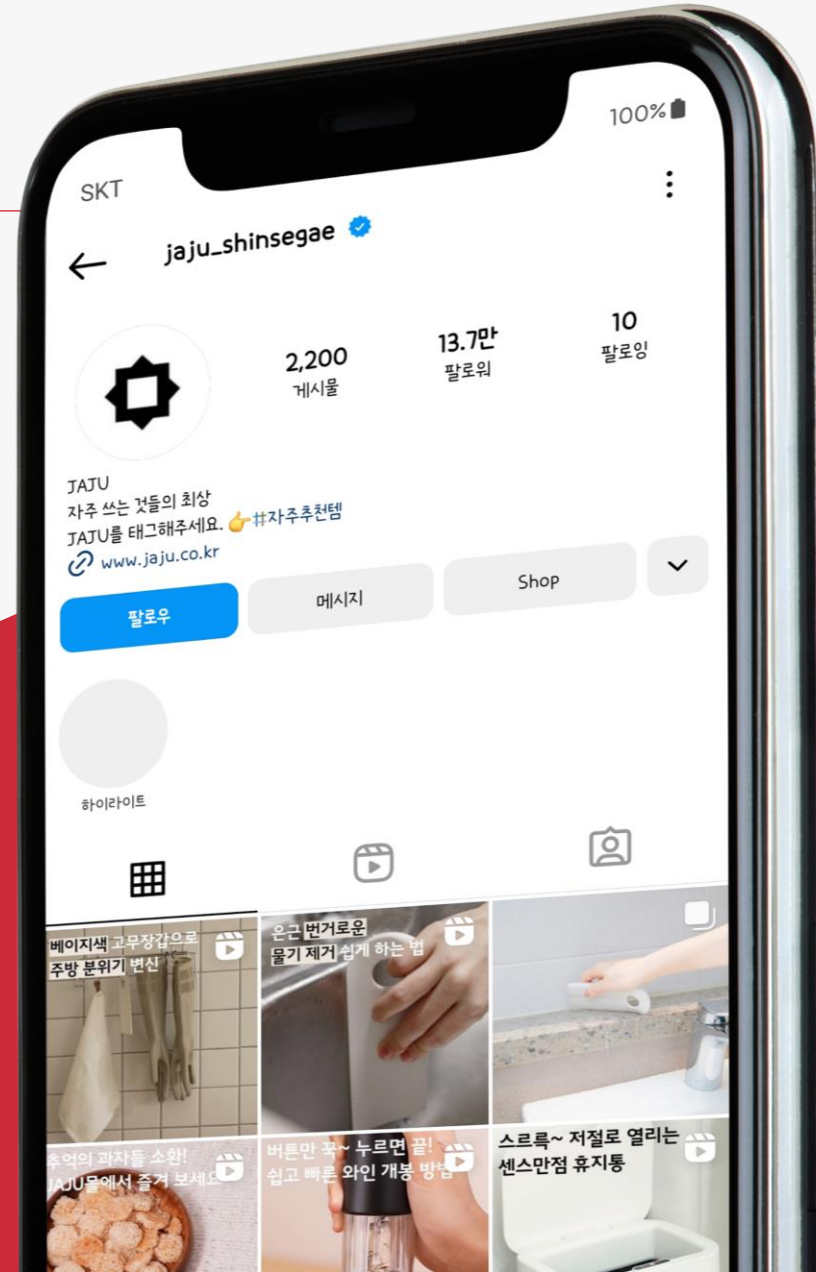 SKT
100%
jaju_shinsegae
2,200
게시물
13.7만
팔로워
10
팔로잉
JAJU
자주 쓰는 것들의 최상
JAJU를 태그해주세요. 👉#자주추천템
www.jaju.co.kr
팔로우
메시지
Shop
하이라이트
베이지색 고무장갑으로
주방 분위기 변신
은근 번거로운
물기 제거 쉽게 하는 법
추억의 과자들 소환!
JAJU몰에서 즐겨 보세요
버튼만 꾹~ 누르면 끝!
쉽고 빠른 와인 개봉 방법
스르륵~ 저절로 열리는
센스만점 휴지통